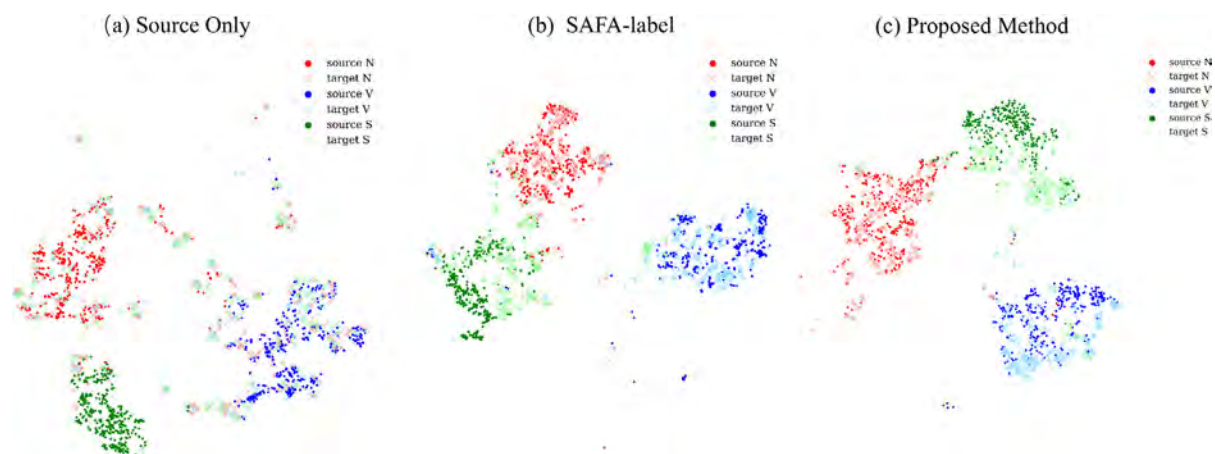 (a) Source Only
source N
target N
source V
target V
source S
target S
(b) SAFA-label
source N
target N
source V
target V
source S
target S
(c) Proposed Method
source N
target N
source V
target V
source S
target S